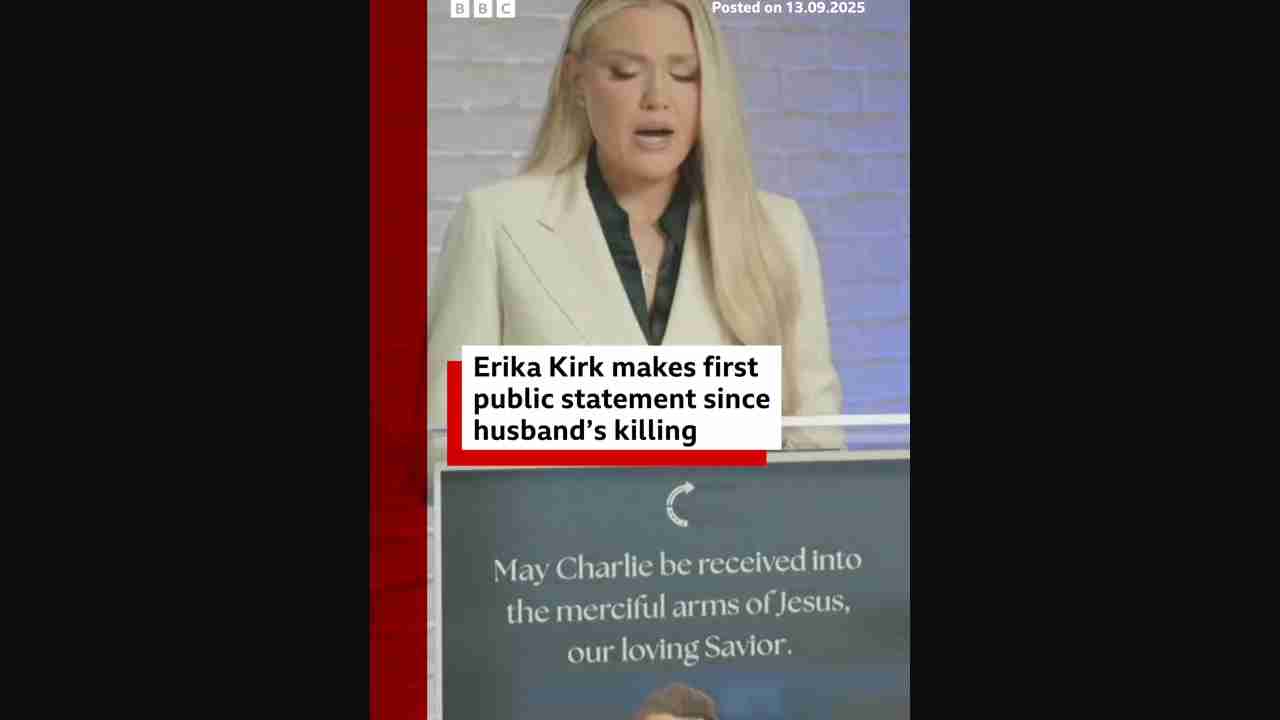 BBC
Posted on 13.09.2025
Erika Kirk makes first
public statement since
husband’s killing
May Charlie be received into
the merciful arms of Jesus,
our loving Savior.